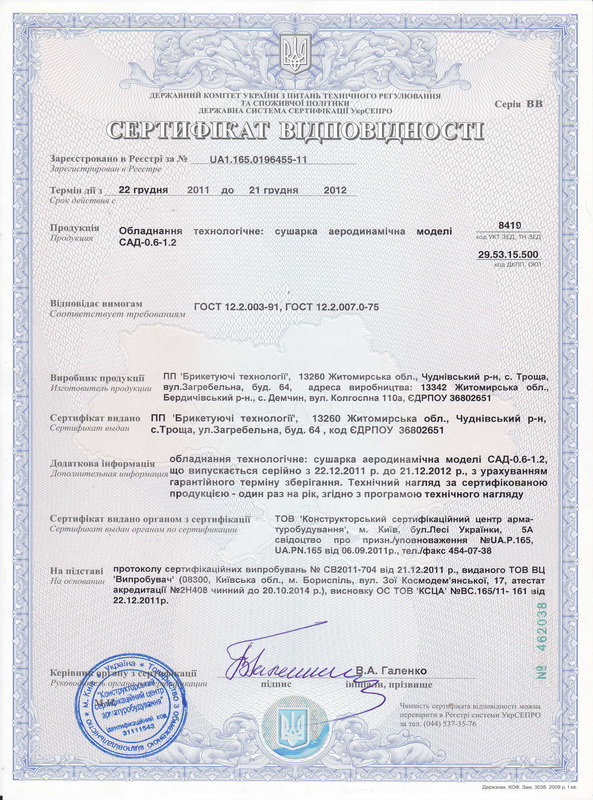 ДЕРЖАВНИЙ КОМІТЕТ УКРАЇНИ З ПИТАНЬ ТЕХНІЧНОГО РЕГУЛЮВАННЯ
ТА СПОЖИВЧОЇ ПОЛІТИКИ
ДЕРЖАВНА СИСТЕМА СЕРТИФІКАЦІЇ УкрСЕПРО
Серія ВВ
СЕРТИФІКАТ ВІДПОВІДНОСТІ
Зареєстровано в Реєстрі за № UA1.165.0196455-11
Зарегистрирован в Реестре
Термін дії з 22 грудня 2011 до 21 грудня 2012
Срок действия с
Продукція Обладнання технологічне: сушарка аеродинамічна моделі 8419
Продукция САД-0.6-1.2 код УКТ ЗЕД, ТН ЗЕД
29.53.15.500
код ДКПП, ОКП
Відповідає вимогам ГОСТ 12.2.003-91, ГОСТ 12.2.007.0-75
Соответствует требованиям
Виробник продукції ПП 'Брикетуючі технології', 13260 Житомирська обл., Чуднівський р-н, с. Троща,
Изготовитель продукции вул.Загребельна, буд. 64, адреса виробництва: 13342 Житомирська обл.,
Бердичівський р-н., с. Демчин, вул. Колгоспна 110а, ЄДРПОУ 36802651
Сертифікат видано ПП 'Брикетуючі технології', 13260 Житомирська обл., Чуднівський р-н,
Сертификат выдан с.Троща, ул.Загребельна, буд. 64 , код ЄДРПОУ 36802651
Додаткова інформація обладнання технологічне: сушарка аеродинамічна моделі САД-0.6-1.2,
Дополнительная информация що випускається серійно з 22.12.2011 р. до 21.12.2012 р., з урахуванням
гарантійного терміну зберігання. Технічний нагляд за сертифікованою
продукцією - один раз на рік, згідно з програмою технічного нагляду
Сертифікат видано органом з сертифікації ТОВ 'Конструкторський сертифікаційний центр арма-
Сертификат выдан органом по сертификации туробудування', м. Київ, бул.Лесі Українки, 5А
свідоцтво про призн./уповноваження №UA.P.165,
UA.PN.165 від 06.09.2011р., тел./факс 454-07-38
На підставі протоколу сертифікаційних випробувань № СВ2011-704 від 21.12.2011 р., виданого ТОВ ВЦ
На основании 'Випробувач' (08300, Київська обл., м. Бориспіль, вул. Зої Космодем'янської, 17, атестат
акредитації №2Н408 чинний до 20.10.2014 р.), висновку ОС ТОВ 'КСЦА' №ВС.165/11- 161 від
22.12.2011р.
№ 462038
Керівник органу з сертифікації В.А. Галенко
Руководитель органа по сертификации підпис ініціали, прізвище
М.П.
Україна * Товариство з обмеженою відповідальністю * м. Київ
"Конструкторський
сертифікаційний центр
арматуробудування"
Ідентифікаційний код
31111543
Чинність сертифіката відповідності можна
перевірити в Реєстрі системи УкрСЕПРО
за тел. (044) 537-35-76
Держзнак. КОФ. Зам. 3038 2009 р. І кв.